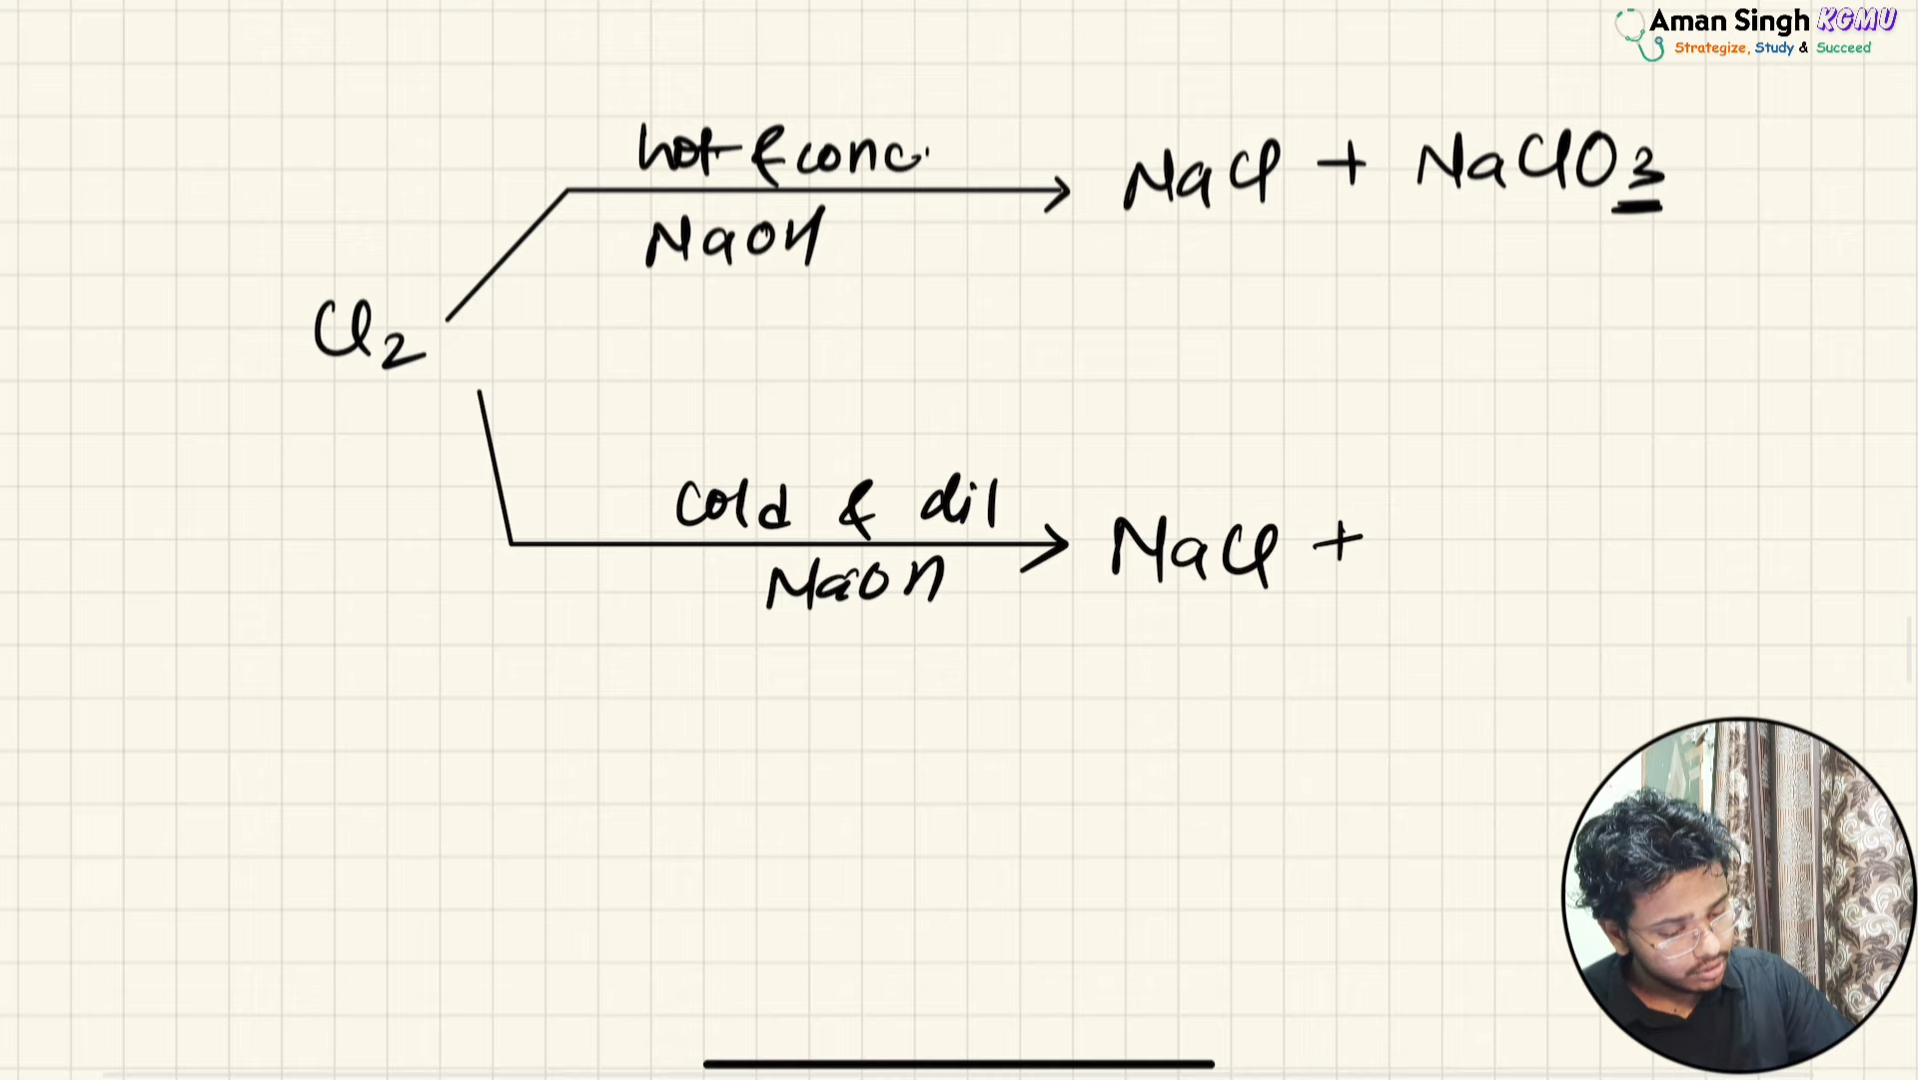 Aman Singh KGMU
Strategize, Study & Succeed
hot & conc.
NaCl + NaClO3
NaOH
Cl2
cold & dil
NaCl +
NaOH